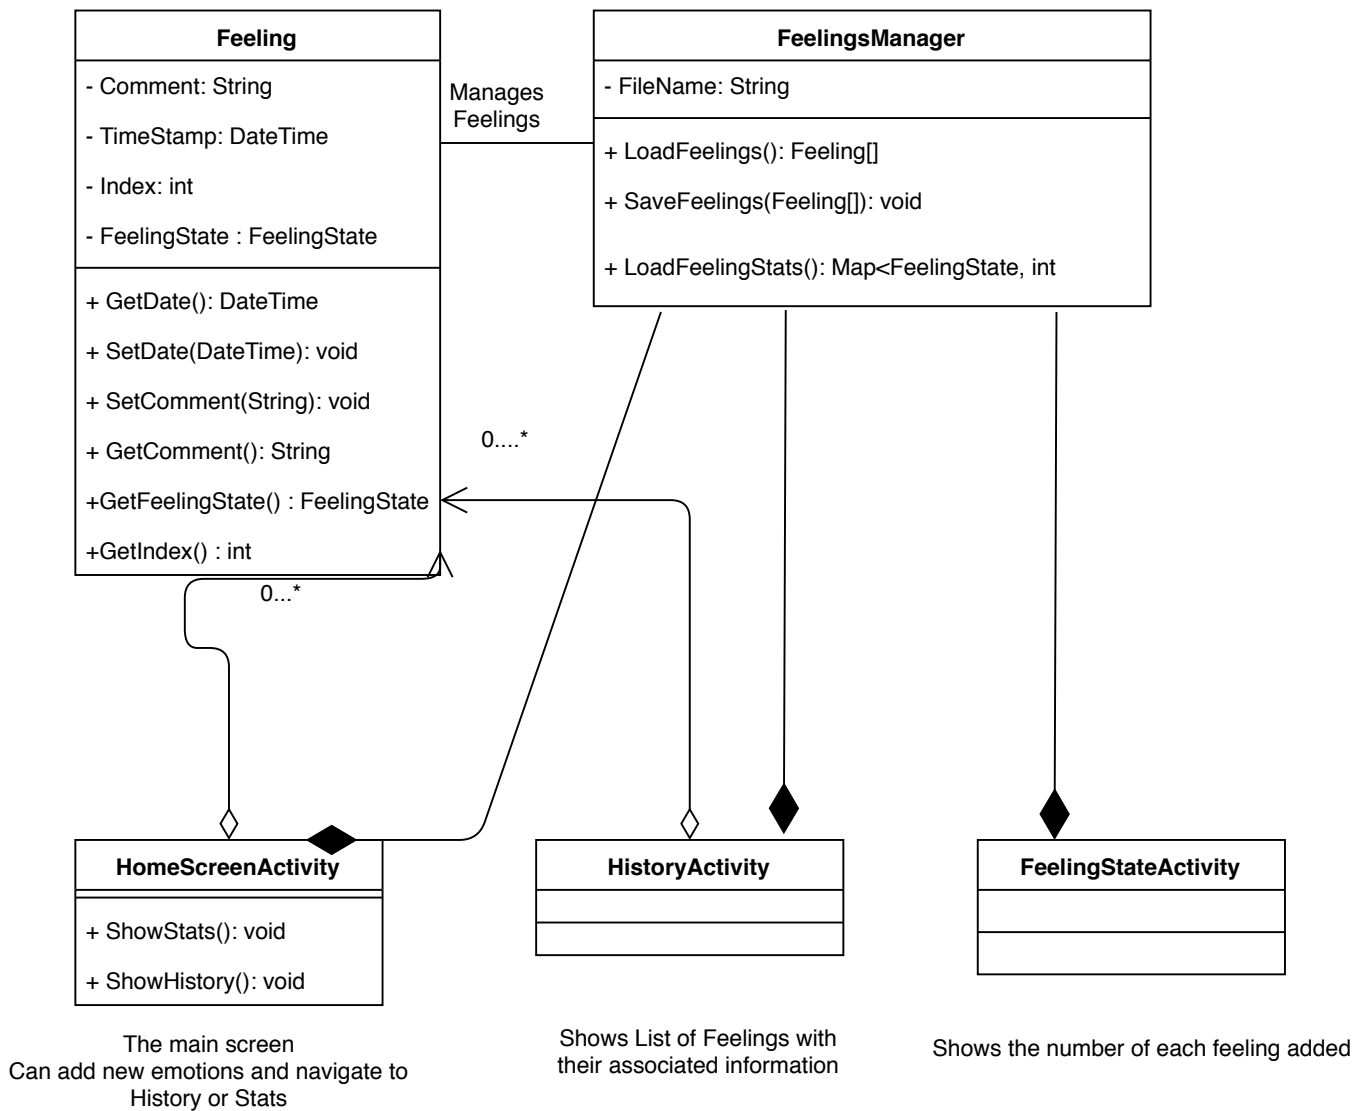 Feeling
- Comment: String
- TimeStamp: DateTime
- Index: int
- FeelingState : FeelingState
+ GetDate(): DateTime
+ SetDate(DateTime): void
+ SetComment(String): void
+ GetComment(): String
+GetFeelingState() : FeelingState
+GetIndex() : int
Manages
Feelings
FeelingsManager
- FileName: String
+ LoadFeelings(): Feeling[]
+ SaveFeelings(Feeling[]): void
+ LoadFeelingStats(): Map<FeelingState, int
0....*
0...*
HomeScreenActivity
+ ShowStats(): void
+ ShowHistory(): void
The main screen
Can add new emotions and navigate to
History or Stats
HistoryActivity
Shows List of Feelings with
their associated information
FeelingStateActivity
Shows the number of each feeling added